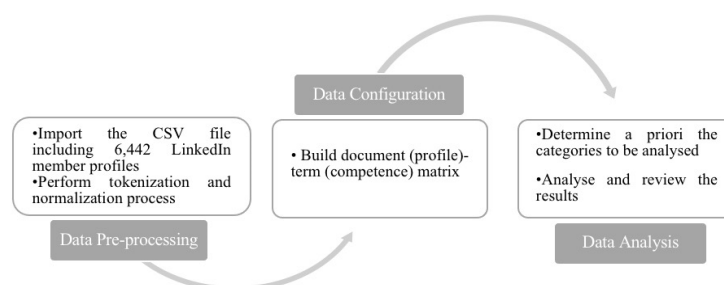 •Import the CSV file
including 6,442 LinkedIn
member profiles
•Perform tokenization and
normalization process
Data Pre-processing
Data Configuration
• Build document (profile)-
term (competence) matrix
•Determine a priori the
categories to be analysed
•Analyse and review the
results
Data Analysis